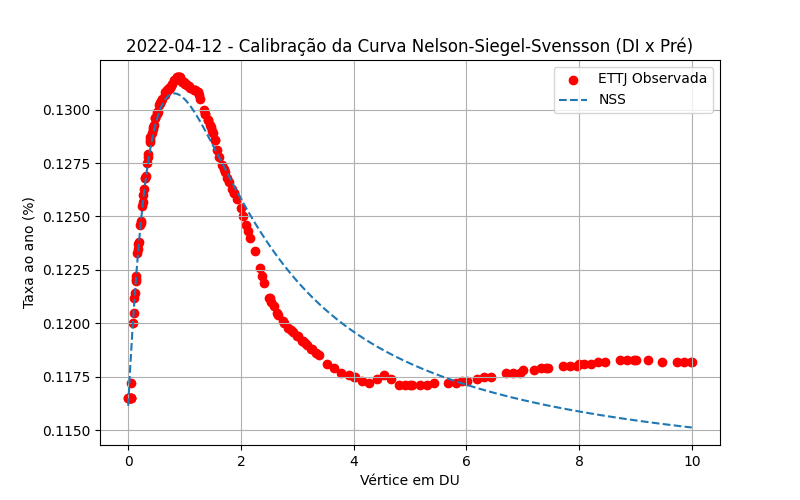 2022-04-12 - Calibração da Curva Nelson-Siegel-Svensson (DI x Pré)
ETTJ Observada
NSS
Taxa ao ano (%)
0.1300
0.1275
0.1250
0.1225
0.1200
0.1175
0.1150
0 2 4 6 8 10
Vértice em DU